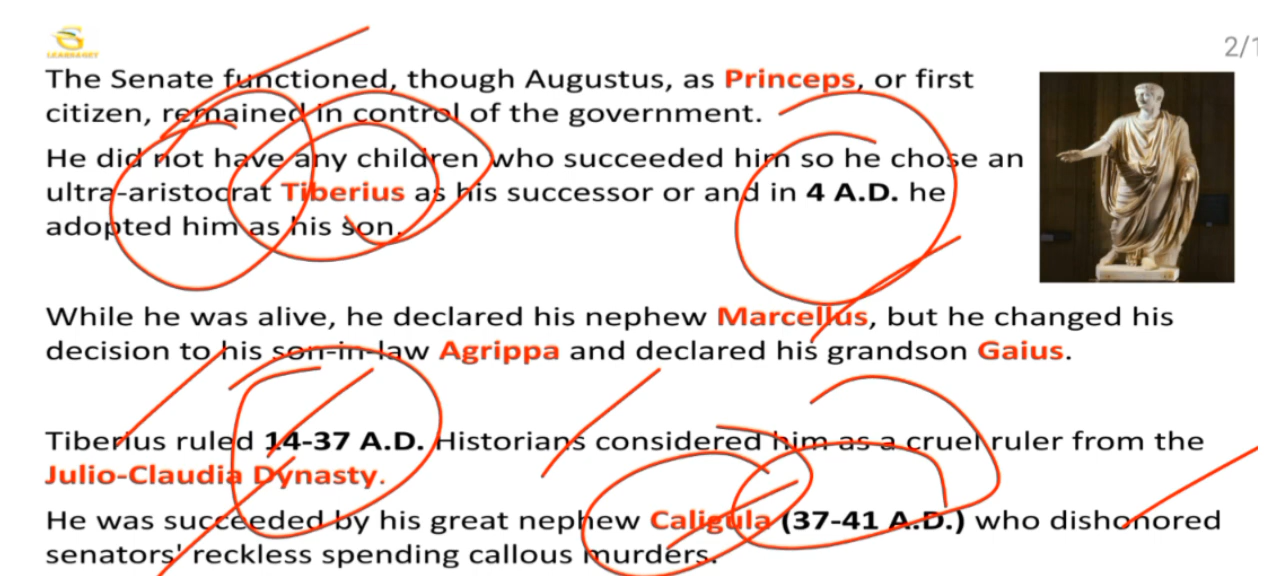 LEARNAGRY
2/1
The Senate functioned, though Augustus, as Princeps, or first
citizen, remained in control of the government.
He did not have any children who succeeded him so he chose an
ultra-aristocrat Tiberius as his successor or and in 4 A.D. he
adopted him as his son.
While he was alive, he declared his nephew Marcellus, but he changed his
decision to his son-in-law Agrippa and declared his grandson Gaius.
Tiberius ruled 14-37 A.D. Historians considered him as a cruel ruler from the
Julio-Claudia Dynasty.
He was succeeded by his great nephew Caligula (37-41 A.D.) who dishonored
senators' reckless spending callous murders.